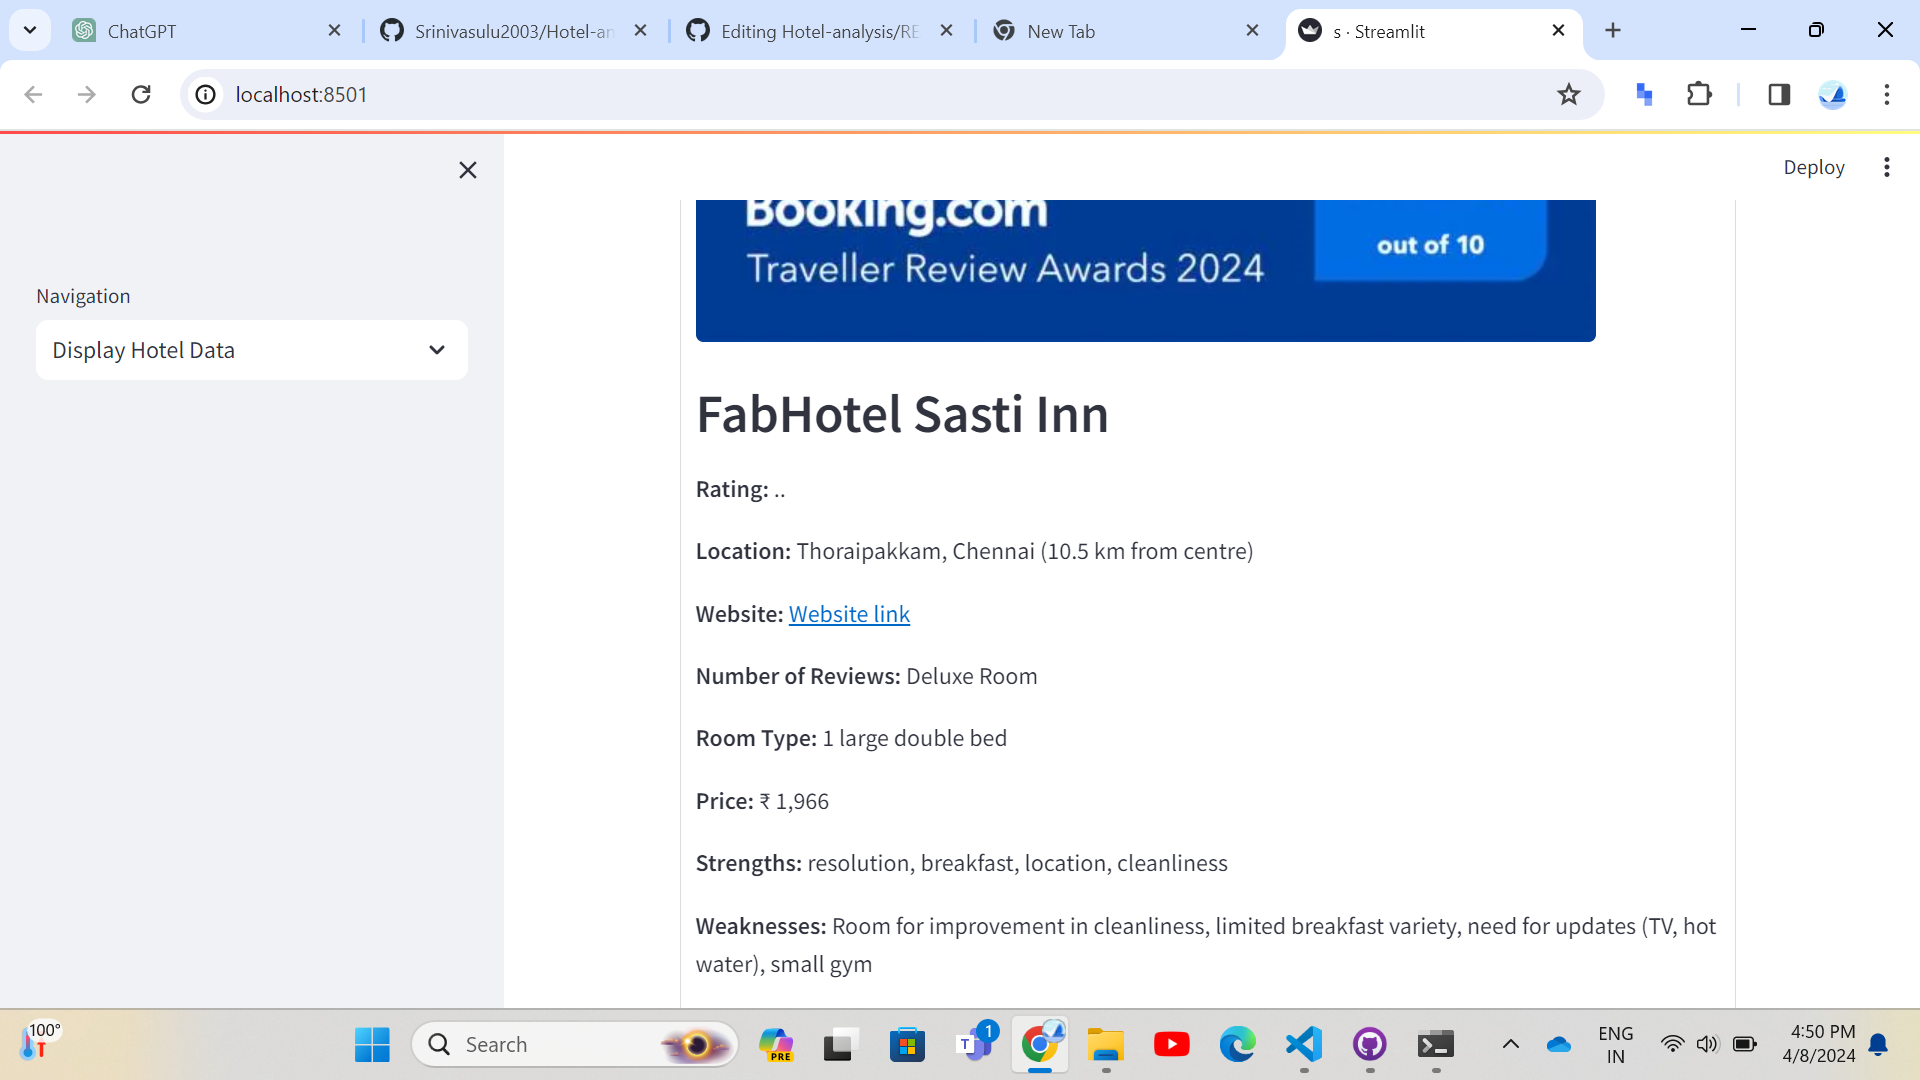 ChatGPT
Srinivasulu2003/Hotel-an
Editing Hotel-analysis/RE
New Tab
s · Streamlit
localhost:8501
Deploy
Navigation
Display Hotel Data
Booking.com
Traveller Review Awards 2024
out of 10
FabHotel Sasti Inn
Rating: ..
Location: Thoraipakkam, Chennai (10.5 km from centre)
Website: Website link
Number of Reviews: Deluxe Room
Room Type: 1 large double bed
Price: ₹ 1,966
Strengths: resolution, breakfast, location, cleanliness
Weaknesses: Room for improvement in cleanliness, limited breakfast variety, need for updates (TV, hot
water), small gym
100°
Search
PRE
T
1
ENG
IN
4:50 PM
4/8/2024